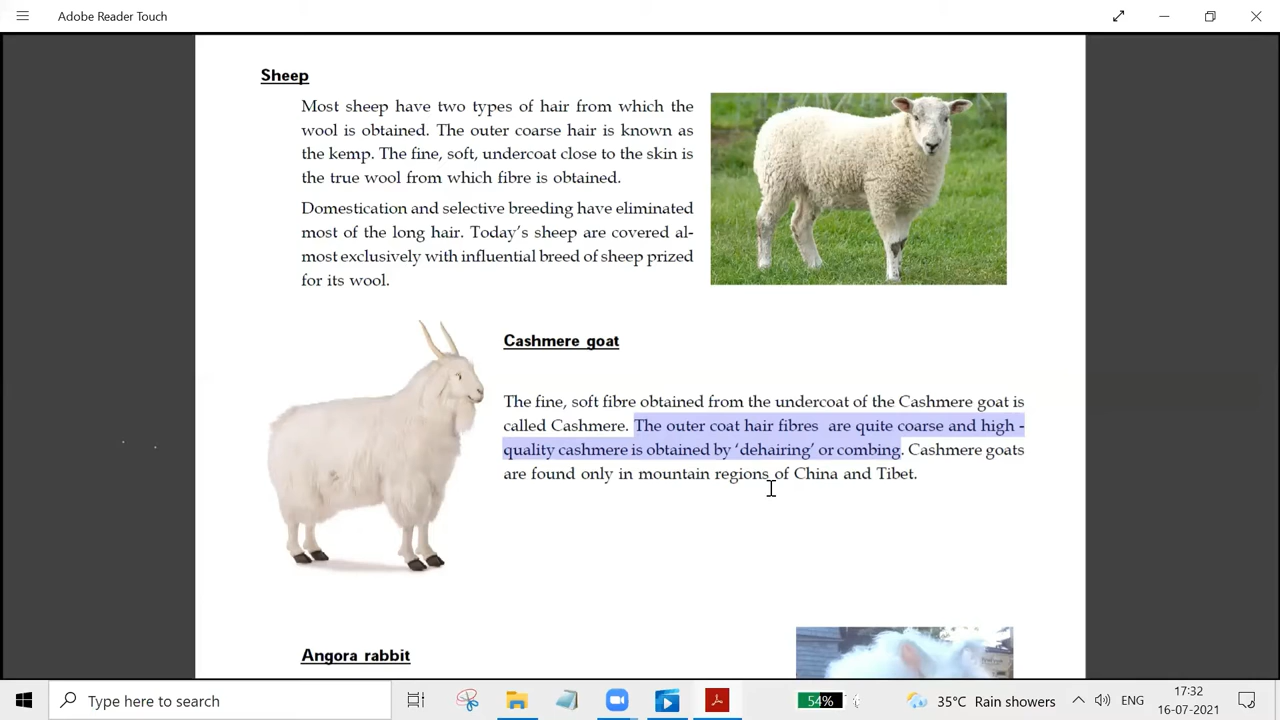 Adobe Reader Touch
Sheep
Most sheep have two types of hair from which the
wool is obtained. The outer coarse hair is known as
the kemp. The fine, soft, undercoat close to the skin is
the true wool from which fibre is obtained.
Domestication and selective breeding have eliminated
most of the long hair. Today's sheep are covered al-
most exclusively with influential breed of sheep prized
for its wool.
Cashmere goat
The fine, soft fibre obtained from the undercoat of the Cashmere goat is
called Cashmere. The outer coat hair fibres are quite coarse and high -
quality cashmere is obtained by 'dehairing' or combing. Cashmere goats
are found only in mountain regions of China and Tibet.
Angora rabbit
Type here to search
54%
35°C Rain showers
ENG
17:32
16-07-2021